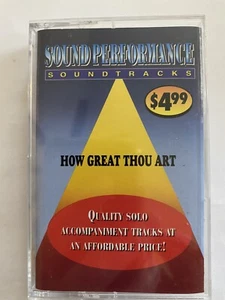 SOUND PERFORMANCE
SOUNDTRACKS
$4.99
HOW GREAT THOU ART
QUALITY SOLO
ACCOMPANIMENT TRACKS AT
AN AFFORDABLE PRICE!